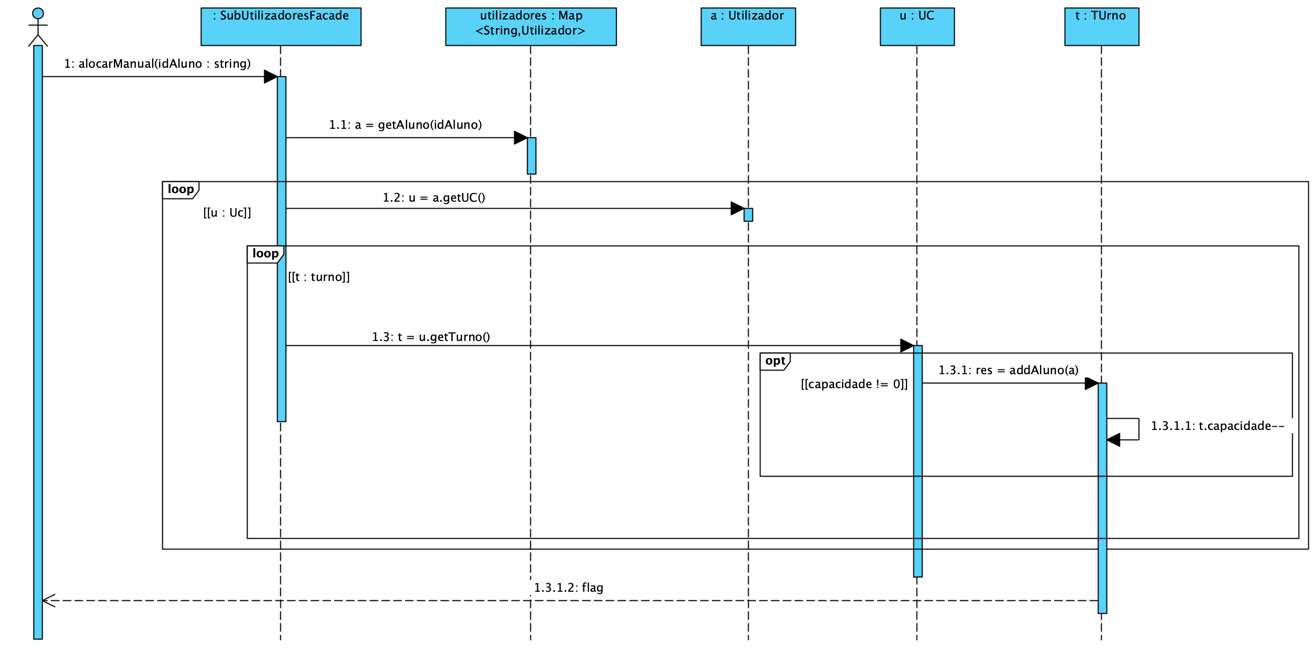 : SubUtilizadoresFacade
utilizadores : Map
<String,Utilizador>
a : Utilizador
u : UC
t : TUrno
1: alocarManual(idAluno : string)
1.1: a = getAluno(idAluno)
loop
1.2: u = a.getUC()
[[u : Uc]]
loop
[[t : turno]]
1.3: t = u.getTurno()
opt
1.3.1: res = addAluno(a)
[[capacidade != 0]]
1.3.1.1: t.capacidade--
1.3.1.2: flag